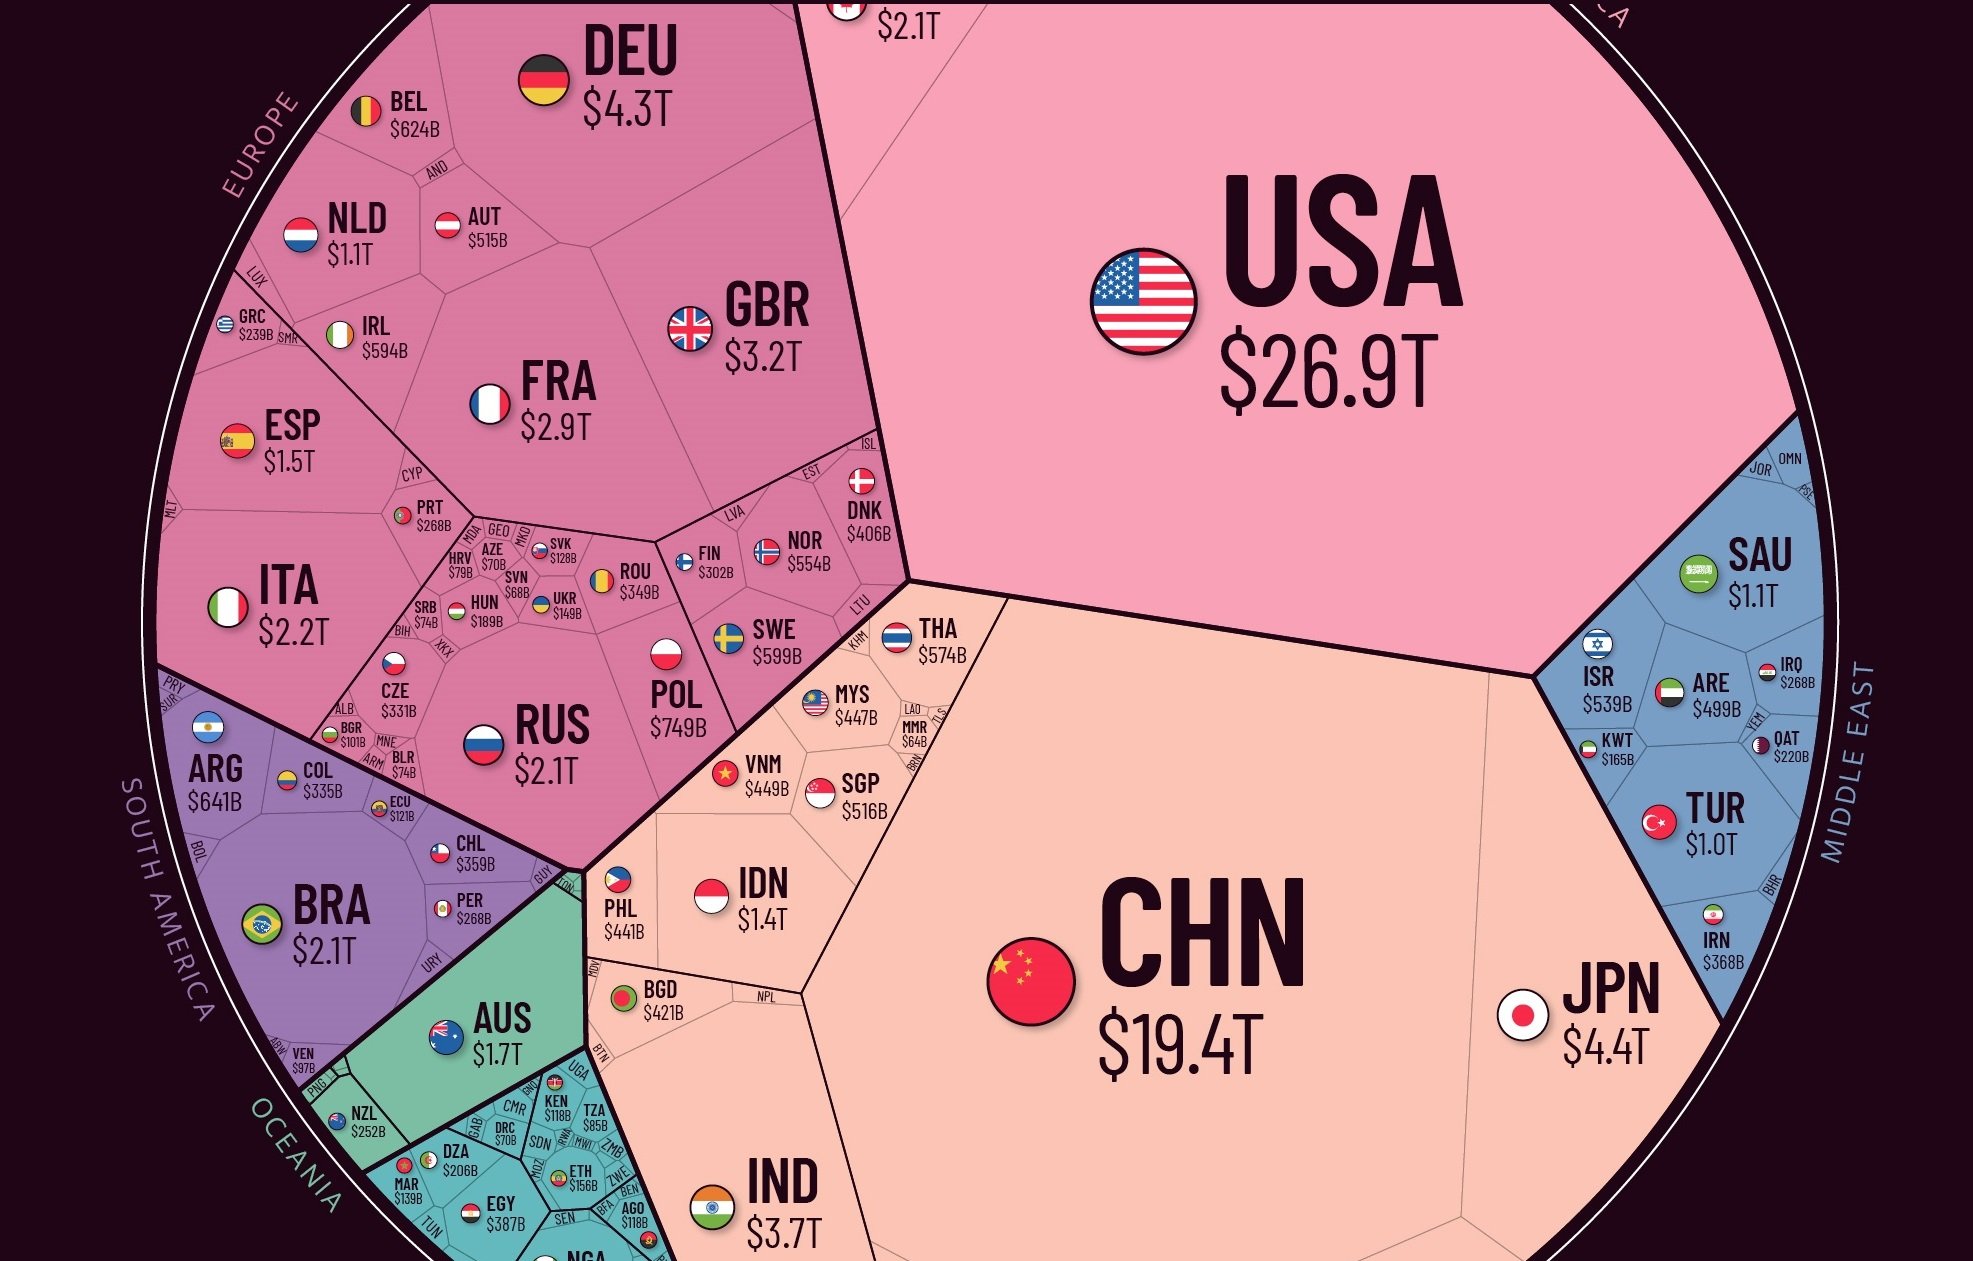 CA
$2.1T
DEU
$4.3T
BEL
$624B
AND
EUROPE
NLD
$1.1T
AUT
$515B
USA
$26.9T
LUX
GRC
$239B
SMR
IRL
$594B
GBR
$3.2T
FRA
$2.9T
ESP
$1.5T
CYP
MLT
PRT
$268B
ITA
$2.2T
ISL
EST
DNK
$406B
LVA
NOR
$554B
FIN
$302B
SWE
$599B
LTU
MDA
GEO
MKD
AZE
$70B
HRV
$79B
SVK
$128B
SVN
$68B
ROU
$349B
UKR
$149B
SRB
$74B
HUN
$189B
BIH
XKX
CZE
$331B
ALB
BGR
$101B
MNE
ARM
BLR
$74B
RUS
$2.1T
POL
$749B
OMN
JOR
PSE
SAU
$1.1T
ISR
$539B
ARE
$499B
IRQ
$268B
YEM
KWT
$165B
QAT
$220B
TUR
$1.0T
BHR
IRN
$368B
MIDDLE EAST
KHM
THA
$574B
MYS
$447B
LAO
TLS
MMR
$64B
BRN
VNM
$449B
SGP
$516B
PHL
$441B
IDN
$1.4T
CHN
$19.4T
JPN
$4.4T
MDV
BGD
$421B
NPL
BTN
IND
$3.7T
SOUTH AMERICA
PRY
SUR
ARG
$641B
COL
$335B
ECU
$121B
BOL
CHL
$359B
GUY
BRA
$2.1T
PER
$268B
URY
ABW
VEN
$97B
OCEANIA
TON
AUS
$1.7T
PNG
NZL
$252B
UGA
GNQ
KEN
$118B
CMR
TZA
$85B
GAB
DRC
$70B
SDN
RWA
MWI
ZMB
DZA
$206B
MOZ
ETH
$156B
ZWE
MAR
$139B
EGY
$387B
BEN
BFA
AGO
$118B
TUN
SEN
NGA